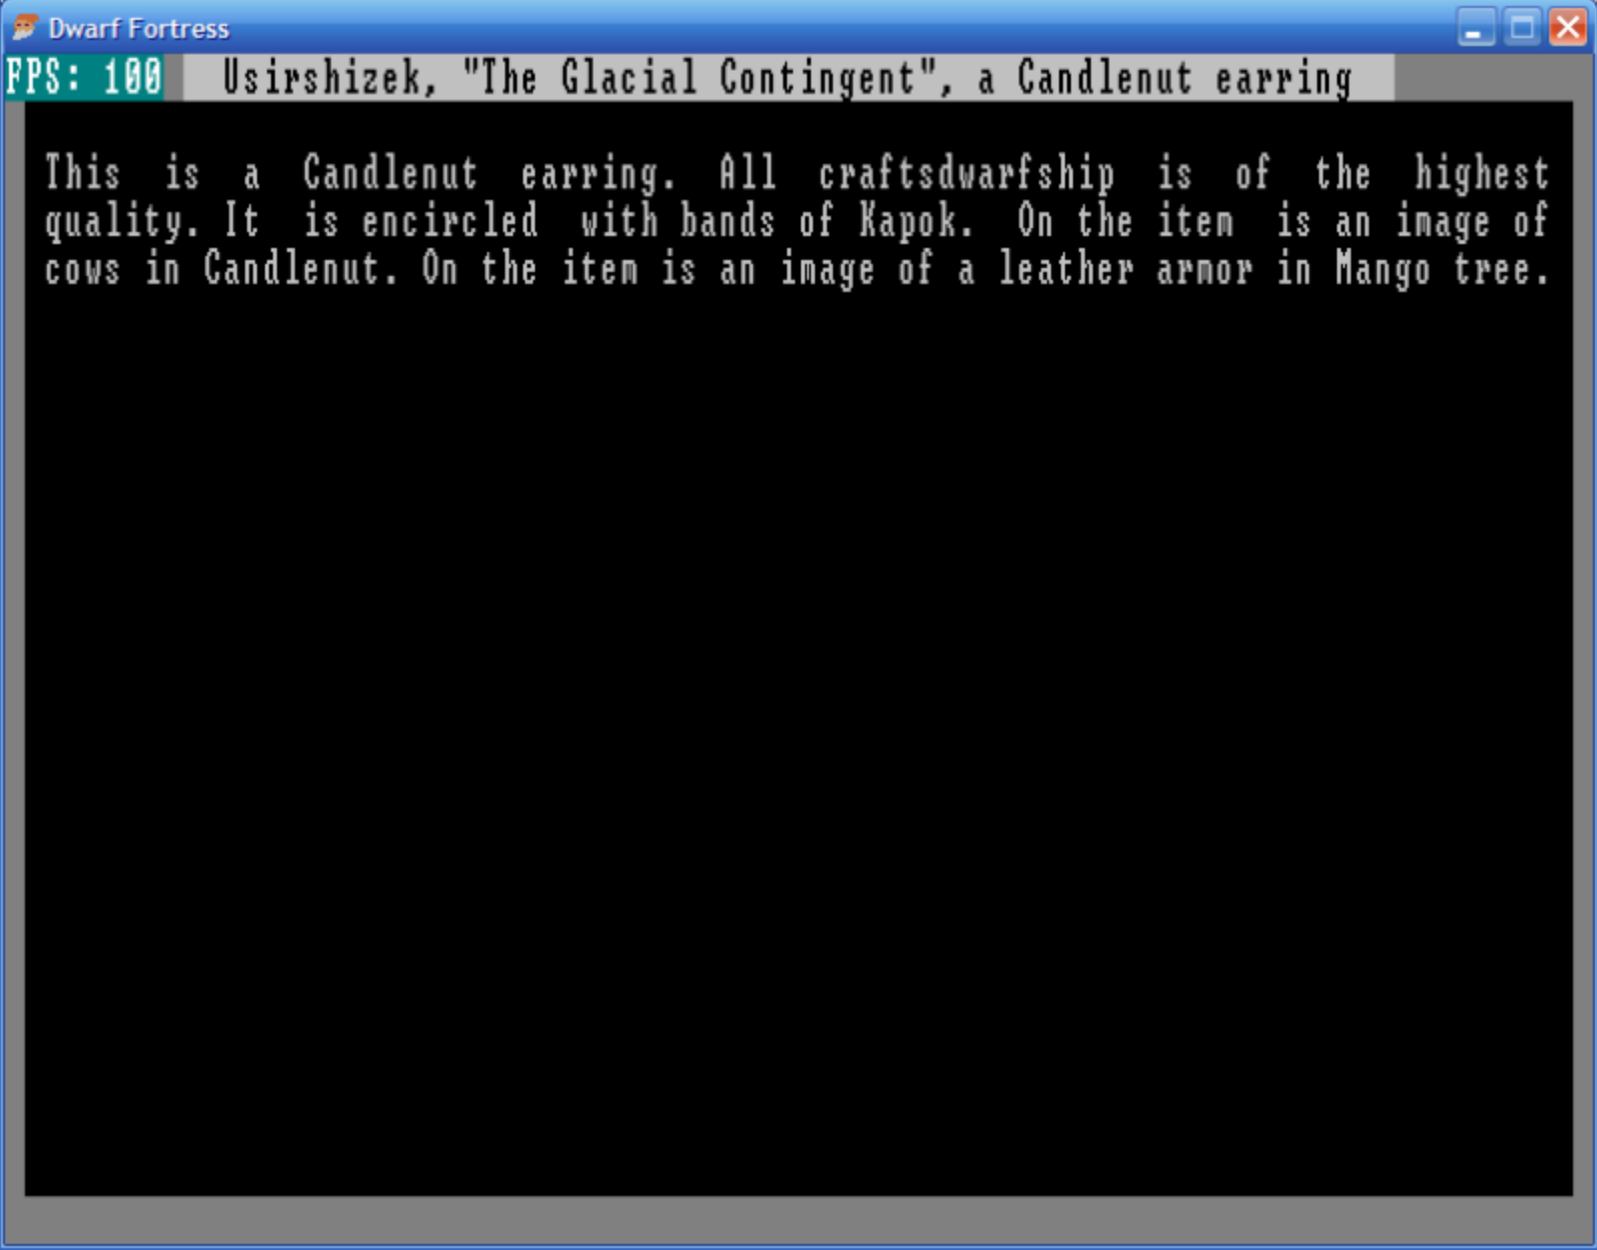 Dwarf Fortress
FPS: 100 Usirshizek, "The Glacial Contingent", a Candlenut earring
This is a Candlenut earring. All craftsdwarfship is of the highest
quality. It is encircled with bands of Kapok. On the item is an image of
cows in Candlenut. On the item is an image of a leather armor in Mango tree.